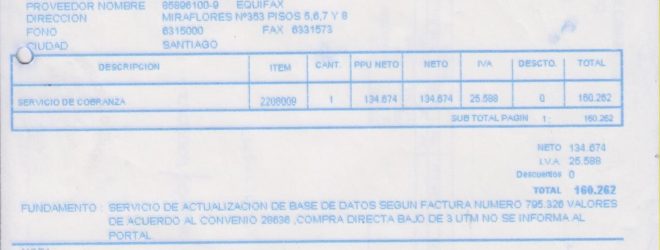 PROVEEDOR NOMBRE 85896100-9 EQUIFAX
DIRECCION MIRAFLORES Nº353 PISOS 5,6,7 Y 8
FONO 6315000 FAX 6331573
CIUDAD SANTIAGO
DESCRIPCION ITEM CANT. PPU NETO NETO IVA DESCTO. TOTAL
SERVICIO DE COBRANZA 2208009 1 134.674 134.674 25.588 0 160.262
SUB TOTAL PAGIN 1 : 160.262
NETO 134.674
I.V.A 25.588
Descuentos 0
TOTAL 160.262
FUNDAMENTO : SERVICIO DE ACTUALIZACION DE BASE DE DATOS SEGUN FACTURA NUMERO 795.326 VALORES
DE ACUERDO AL CONVENIO 28636 ,COMPRA DIRECTA BAJO DE 3 UTM NO SE INFORMA AL
PORTAL